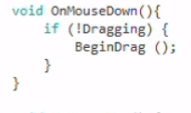 void OnMouseDown(){
    if (!Dragging) {
        BeginDrag ();
    }
}